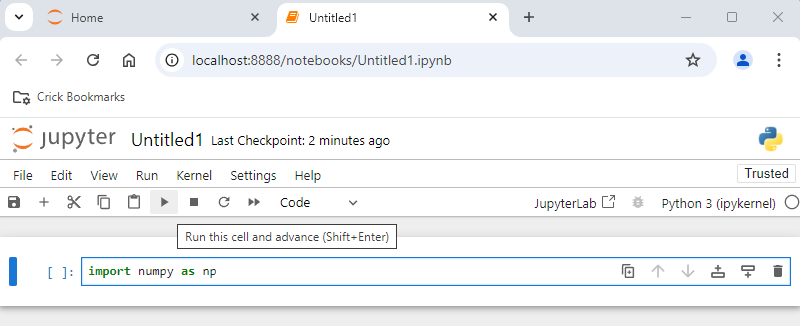 Home
Untitled1
localhost:8888/notebooks/Untitled1.ipynb
Crick Bookmarks
jupyter Untitled1 Last Checkpoint: 2 minutes ago
File Edit View Run Kernel Settings Help Trusted
Code JupyterLab Python 3 (ipykernel)
Run this cell and advance (Shift+Enter)
[ ]: import numpy as np